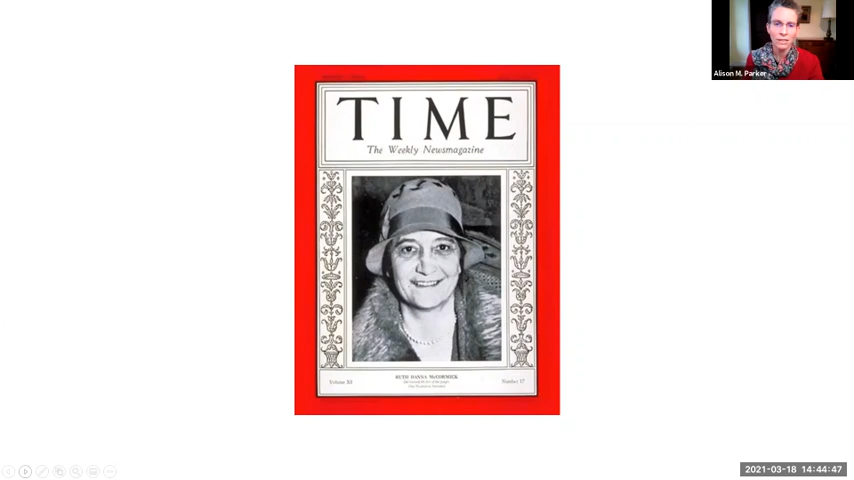 Alison M. Parker
TIME
The Weekly Newsmagazine
RUTH HANNA McCORMICK
Volume XI
Number 17
2021-03-18 14:44:47